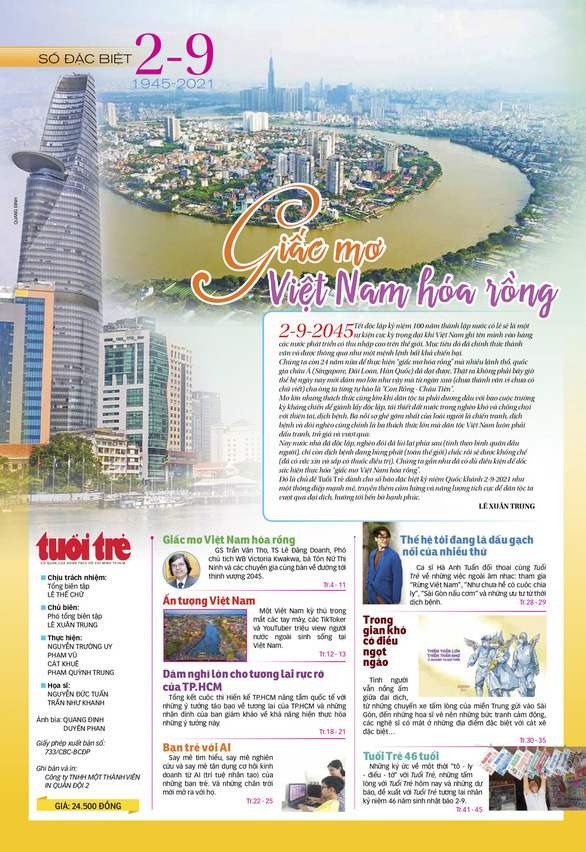 SỐ ĐẶC BIỆT 2-9
1945-2021
QUANG ĐỊNH
Giấc mơ
Việt Nam hóa rồng
2-9-2045 Tết độc lập kỷ niệm 100 năm thành lập nước có lẽ sẽ là một
sự kiện cực kỳ trọng đại khi Việt Nam ghi tên mình vào hàng
các nước phát triển có thu nhập cao trên thế giới. Mục tiêu đó đã chính thức thành
văn và được thông qua như một mệnh lệnh bất khả chiến bại.
Chúng ta còn 24 năm nữa để thực hiện "giấc mơ hóa rồng" mà nhiều lãnh thổ, quốc
gia châu Á (Singapore, Đài Loan, Hàn Quốc) đã đạt được. Thật ra không phải bây giờ
thế hệ ngày nay mới dám mơ lớn như vậy mà từ ngàn xưa (chưa thành văn vì chưa có
chữ viết) cha ông ta từng tự hào là "Con Rồng - Cháu Tiên".
Mơ lớn nhưng thách thức cũng lớn khi dân tộc ta phải đương đầu với bao cuộc trường
kỳ kháng chiến để giành lấy độc lập, tái thiết đất nước trong nghèo khó và chống chọi
với thiên tai, dịch bệnh. Ba nỗi sợ ghê gớm nhất của loài người là chiến tranh, dịch
bệnh và đói nghèo cũng chính là ba thách thức lớn mà dân tộc Việt Nam luôn phải
đấu tranh, trả giá và vượt qua.
Nay nước nhà đã độc lập, nghèo đói đã lùi lại phía sau (tính theo bình quân đầu
người), chỉ còn dịch bệnh đang bùng phát (toàn thế giới) chắc rồi sẽ được khống chế
(đã có vắc xin và sắp có thuốc điều trị). Chúng ta gần như đã có đủ điều kiện để dốc
sức hiện thực hóa "giấc mơ Việt Nam hóa rồng".
Đó là chủ đề Tuổi Trẻ dành cho số báo đặc biệt kỷ niệm Quốc khánh 2-9-2021 như
một thông điệp mạnh mẽ, truyền thêm cảm hứng và năng lượng tích cực để dân tộc ta
vượt qua đại dịch, hướng tới bến bờ hạnh phúc.
LÊ XUÂN TRUNG
tuổi trẻ
CƠ QUAN CỦA ĐOÀN TNCS HỒ CHÍ MINH TP.HCM
Chịu trách nhiệm:
Tổng biên tập
LÊ THẾ CHỮ
Chủ biên:
Phó tổng biên tập
LÊ XUÂN TRUNG
Thực hiện:
NGUYỄN TRƯỜNG UY
PHẠM VŨ
CÁT KHUÊ
PHẠM QUỲNH TRUNG
Họa sĩ:
NGUYỄN ĐỨC TUẤN
TRẦN NHƯ KHANH
Ảnh bìa: QUANG ĐỊNH
DUYÊN PHAN
Giấy phép xuất bản số:
733/CBC-BCĐP
Ghi bản và in:
Công ty TNHH MỘT THÀNH VIÊN
IN QUÂN ĐỘI 2
GIÁ: 24.500 ĐỒNG
Giấc mơ Việt Nam hóa rồng
GS Trần Văn Thọ, TS Lê Đăng Doanh, Phó
chủ tịch WB Victoria Kwakwa, bà Tôn Nữ Thị
Ninh và các chuyên gia cùng bàn về đường tới
thịnh vượng 2045.
Tr.4 - 11
Ấn tượng Việt Nam
Một Việt Nam kỳ thú trong
mắt các tay máy, các TikToker
và YouTuber triệu view người
nước ngoài sinh sống tại
Việt Nam.
Tr.12 - 13
Dám nghĩ lớn cho tương lai rực rỡ
của TP.HCM
Tổng kết cuộc thi Hiến kế TP.HCM năng tầm quốc tế với
những ý tưởng táo bạo về tương lai của TP.HCM và những
nhận định của ban giám khảo về khả năng hiện thực hóa
những ý tưởng này.
Tr.18 - 21
Bạn trẻ với AI
Say mê tìm hiểu, say mê nghiên
cứu và say mê tận dụng cơ hội kinh
doanh từ AI (trí tuệ nhân tạo) của
những bạn trẻ. Và những chân trời
mới mở ra với họ.
Tr.22 - 25
Thế hệ tôi đang là dấu gạch
nối của nhiều thứ
Ca sĩ Hà Anh Tuấn đối thoại cùng Tuổi
Trẻ về những việc ngoài âm nhạc: tham gia
"Rừng Việt Nam", "Như chưa hề có cuộc chia
ly", "Sài Gòn nấu cơm" và những ưu tư từ thời
dịch bệnh.
Tr.28 - 29
Trong
gian khó
có điều
ngọt
ngào
Tình người
vẫn nồng ấm
giữa đại dịch,
từ những chuyến xe tấm lòng của miền Trung gửi vào Sài
Gòn, đến những họa sĩ vẽ nên những bức tranh cảm động,
các nghệ sĩ có mặt ở những địa điểm đặc biệt với cát xê
đặc biệt...
Tr.30 - 35
Tuổi Trẻ 46 tuổi
Những ký ức về một thời "tô - ly
- điếu - tờ" với Tuổi Trẻ, những tấm
lòng với Tuổi Trẻ hôm nay và những dự
báo, đề xuất với Tuổi Trẻ tương lai nhân
kỷ niệm 46 năm sinh nhật báo 2-9.
Tr.41 - 45